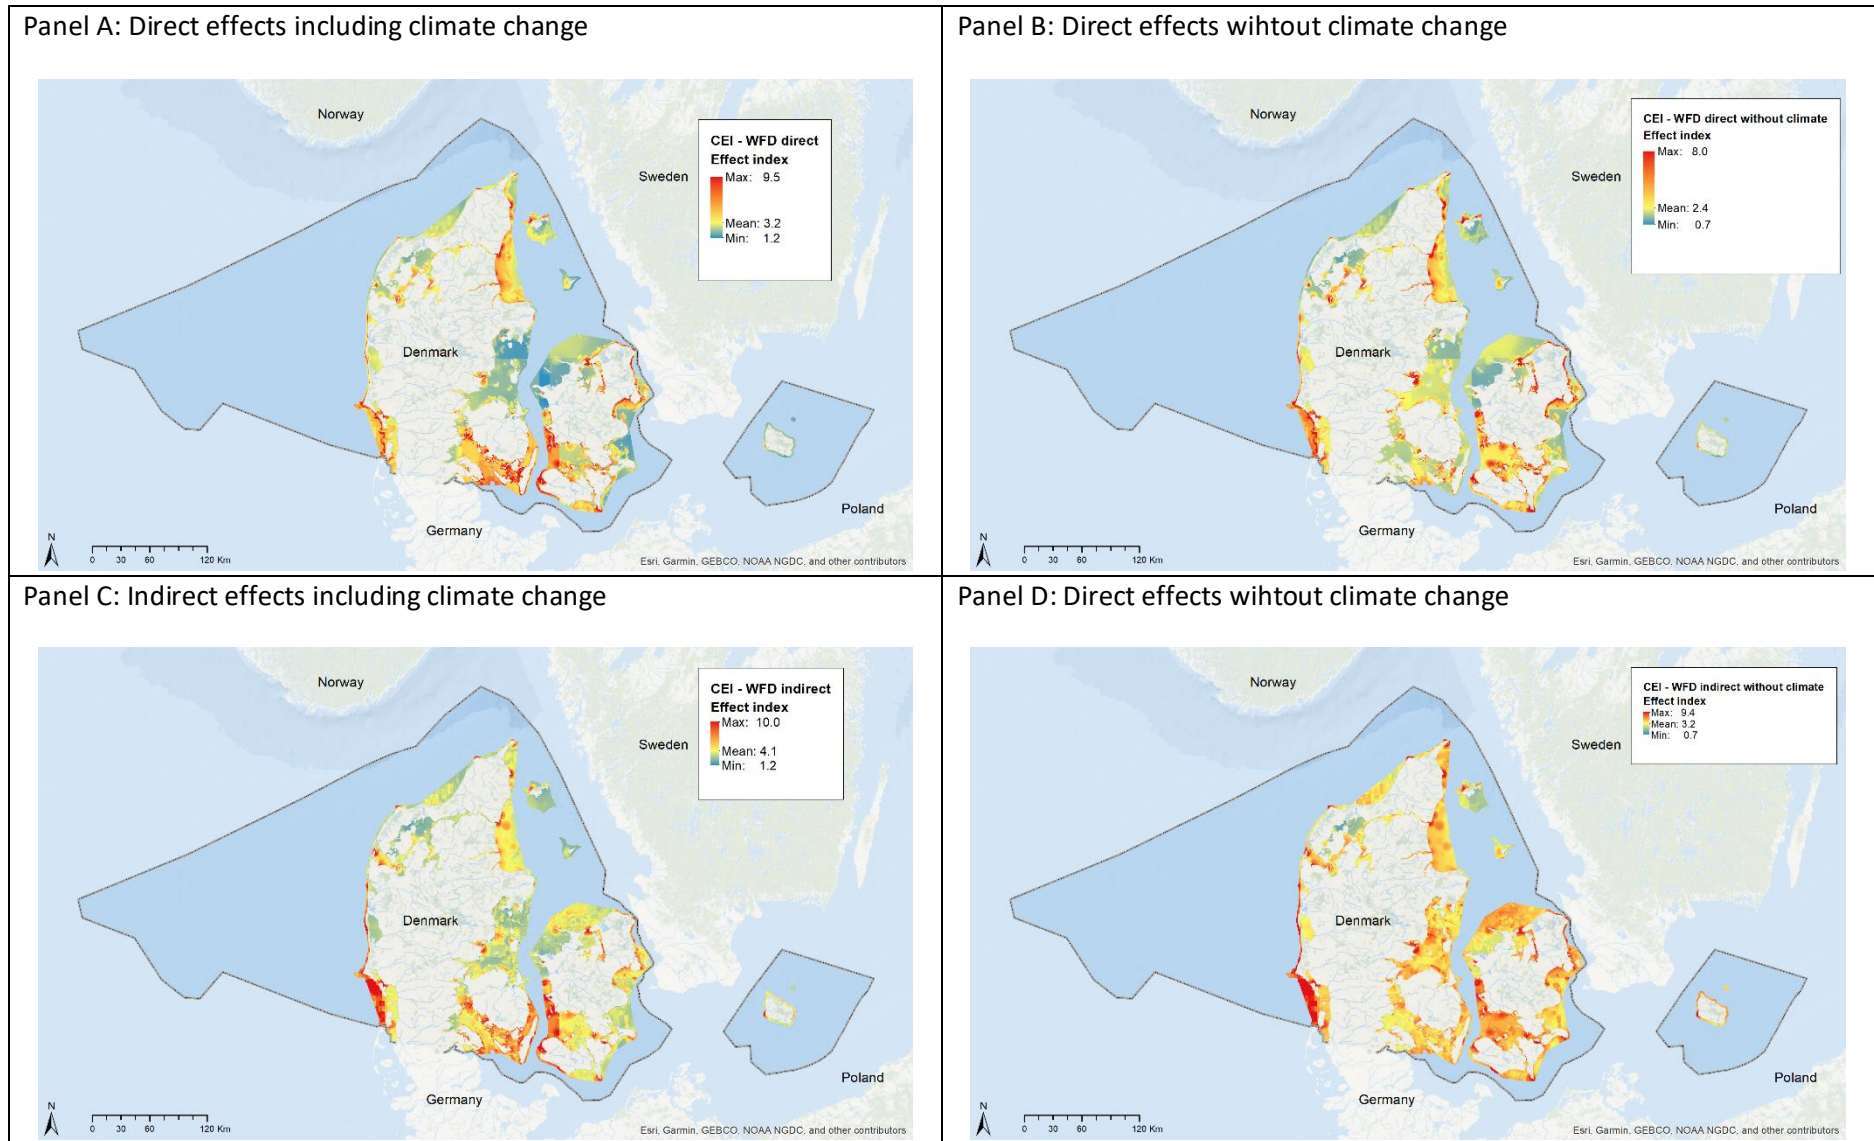 Panel A: Direct effects including climate change
Norway
Sweden
Denmark
Germany
Poland
CEI - WFD direct
Effect index
Max: 9.5
Mean: 3.2
Min: 1.2
N
0 30 60 120 Km
Esri, Garmin, GEBCO, NOAA NGDC, and other contributors
Panel B: Direct effects wihtout climate change
Norway
Sweden
Denmark
Germany
Poland
CEI - WFD direct without climate
Effect index
Max: 8.0
Mean: 2.4
Min: 0.7
N
0 30 60 120 Km
Esri, Garmin, GEBCO, NOAA NGDC, and other contributors
Panel C: Indirect effects including climate change
Norway
Sweden
Denmark
Germany
Poland
CEI - WFD indirect
Effect index
Max: 10.0
Mean: 4.1
Min: 1.2
N
0 30 60 120 Km
Esri, Garmin, GEBCO, NOAA NGDC, and other contributors
Panel D: Direct effects wihtout climate change
Norway
Sweden
Denmark
Germany
Poland
CEI - WFD indirect without climate
Effect index
Max: 9.4
Mean: 3.2
Min: 0.7
N
0 30 60 120 Km
Esri, Garmin, GEBCO, NOAA NGDC, and other contributors